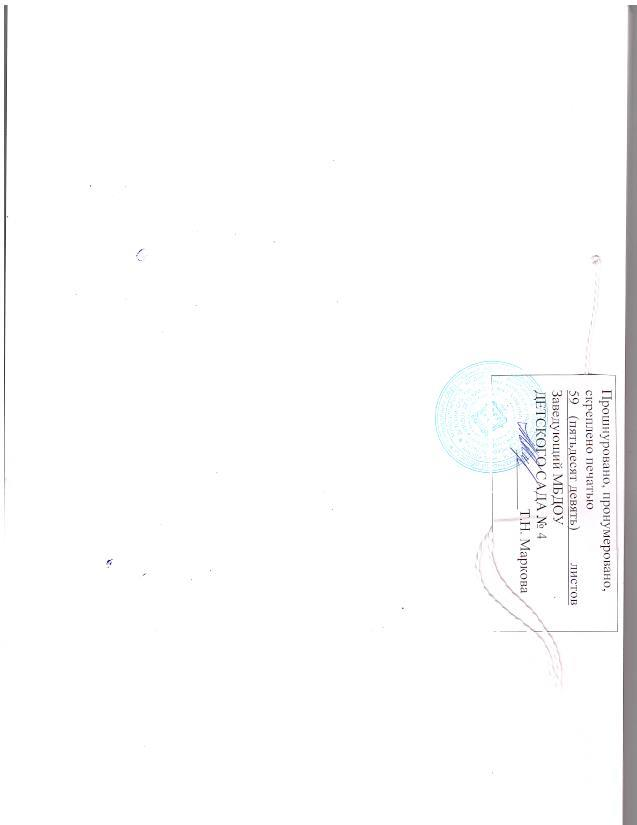 Прошнуровано, пронумеровано,
скреплено печатью
59 (пятьдесят девять) листов
Заведующий МБДОУ
ДЕТСКОГО САДА № 4
Т.Н. Маркова